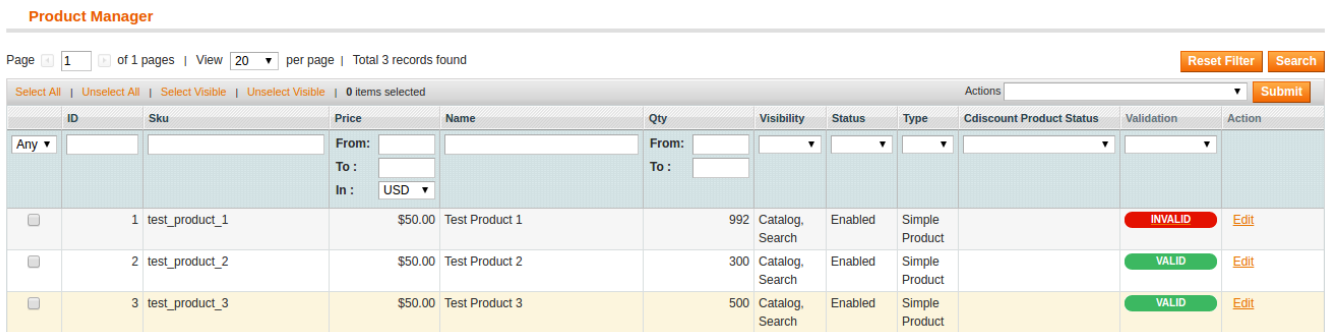 Product Manager
Page 1 of 1 pages | View 20 per page | Total 3 records found Reset Filter Search
Select All | Unselect All | Select Visible | Unselect Visible | 0 items selected Actions Submit
ID Sku Price Name Qty Visibility Status Type Cdiscount Product Status Validation Action
Any From: From:
To : To :
In : USD
1 test_product_1 $50.00 Test Product 1 992 Catalog, Enabled Simple INVALID Edit
Search Product
2 test_product_2 $50.00 Test Product 2 300 Catalog, Enabled Simple VALID Edit
Search Product
3 test_product_3 $50.00 Test Product 3 500 Catalog, Enabled Simple VALID Edit
Search Product